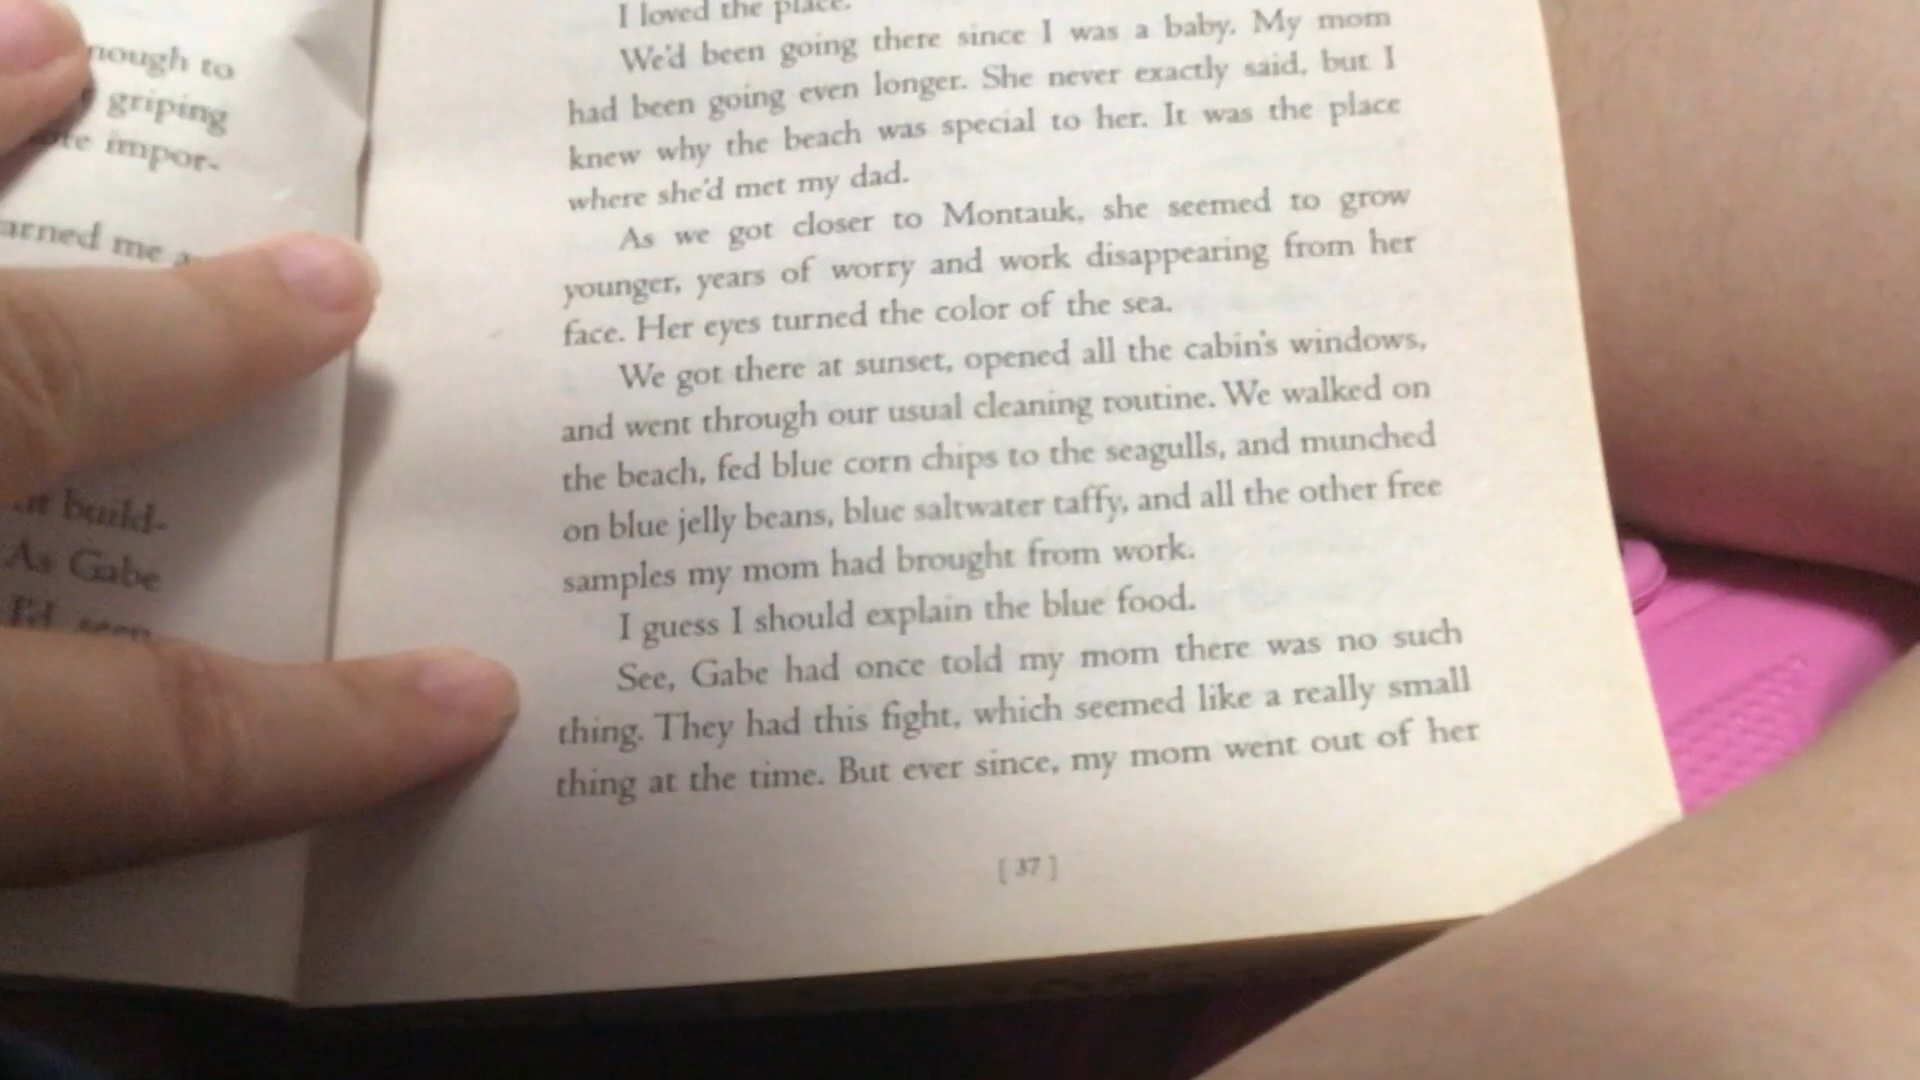 nough to
griping
impor-
arned me
build-
As Gabe
I'd seen
I loved the place.
We'd been going there since I was a baby. My mom
had been going even longer. She never exactly said, but I
knew why the beach was special to her. It was the place
where she'd met my dad.
As we got closer to Montauk, she seemed to grow
younger, years of worry and work disappearing from her
face. Her eyes turned the color of the sea.
We got there at sunset, opened all the cabin's windows,
and went through our usual cleaning routine. We walked on
the beach, fed blue corn chips to the seagulls, and munched
on blue jelly beans, blue saltwater taffy, and all the other free
samples my mom had brought from work.
I guess I should explain the blue food.
See, Gabe had once told my mom there was no such
thing. They had this fight, which seemed like a really small
thing at the time. But ever since, my mom went out of her
[ 37 ]